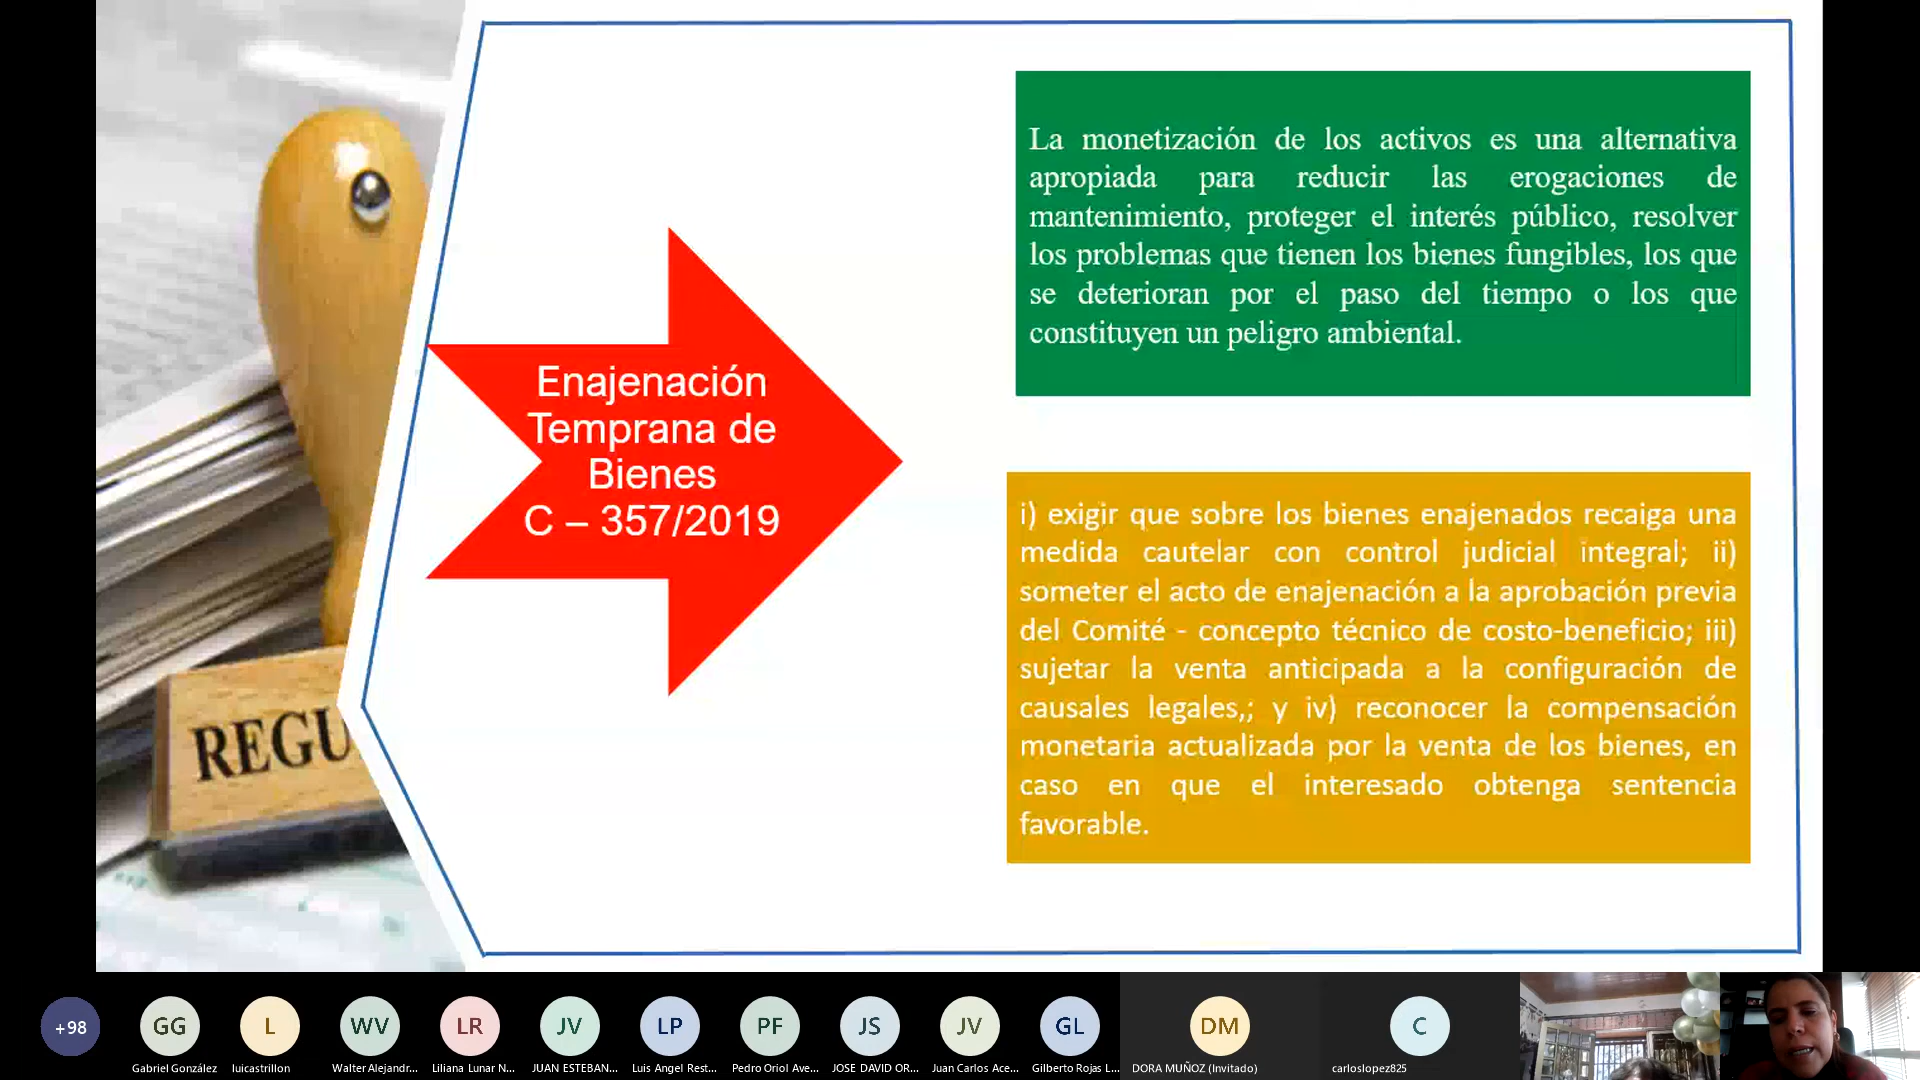 La monetización de los activos es una alternativa
apropiada para reducir las erogaciones de
mantenimiento, proteger el interés público, resolver
los problemas que tienen los bienes fungibles, los que
se deterioran por el paso del tiempo o los que
constituyen un peligro ambiental.
Enajenación
Temprana de
Bienes
C – 357/2019
i) exigir que sobre los bienes enajenados recaiga una
medida cautelar con control judicial integral; ii)
someter el acto de enajenación a la aprobación previa
del Comité - concepto técnico de costo-beneficio; iii)
sujetar la venta anticipada a la configuración de
causales legales,; y iv) reconocer la compensación
monetaria actualizada por la venta de los bienes, en
caso en que el interesado obtenga sentencia
favorable.
REGU
+98
GG
L
WV
LR
JV
LP
PF
JS
JV
GL
DM
C
Gabriel González
luicastrillon
Walter Alejandr...
Liliana Lunar N...
JUAN ESTEBAN...
Luis Angel Rest...
Pedro Oriol Ave...
JOSE DAVID OR...
Juan Carlos Ace...
Gilberto Rojas L...
DORA MUÑOZ (Invitado)
carloslopez825